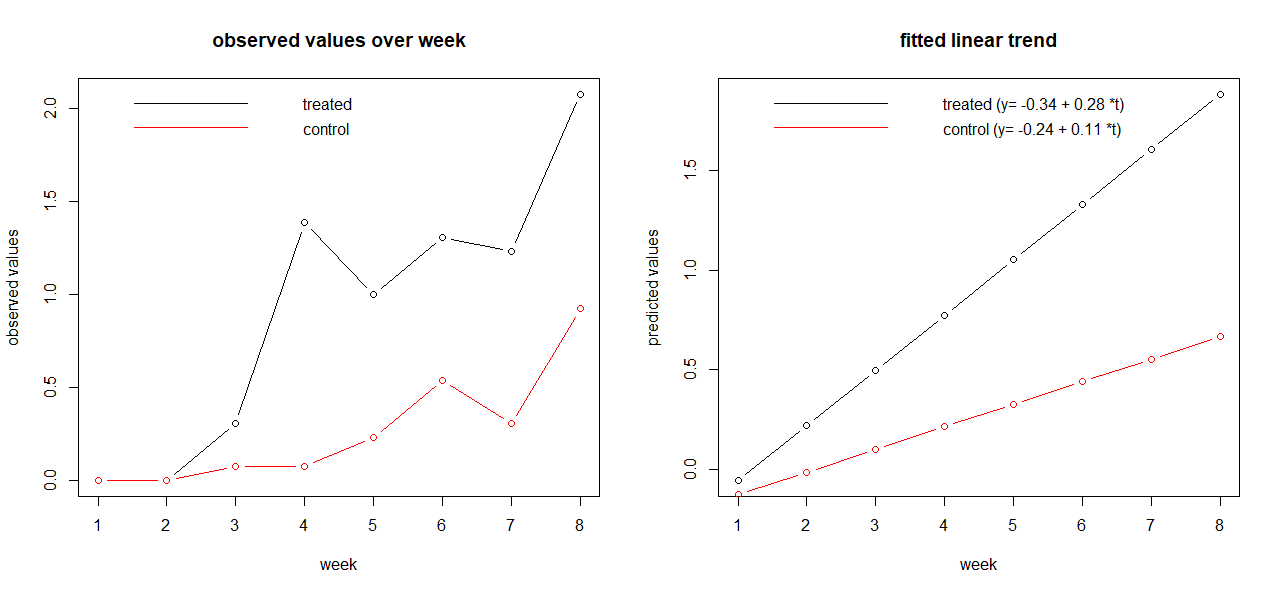 observed values over week
treated
control
observed values
2.0
1.5
1.0
0.5
0.0
1 2 3 4 5 6 7 8
week
fitted linear trend
treated (y= -0.34 + 0.28 *t)
control (y= -0.24 + 0.11 *t)
predicted values
1.5
1.0
0.5
0.0
1 2 3 4 5 6 7 8
week